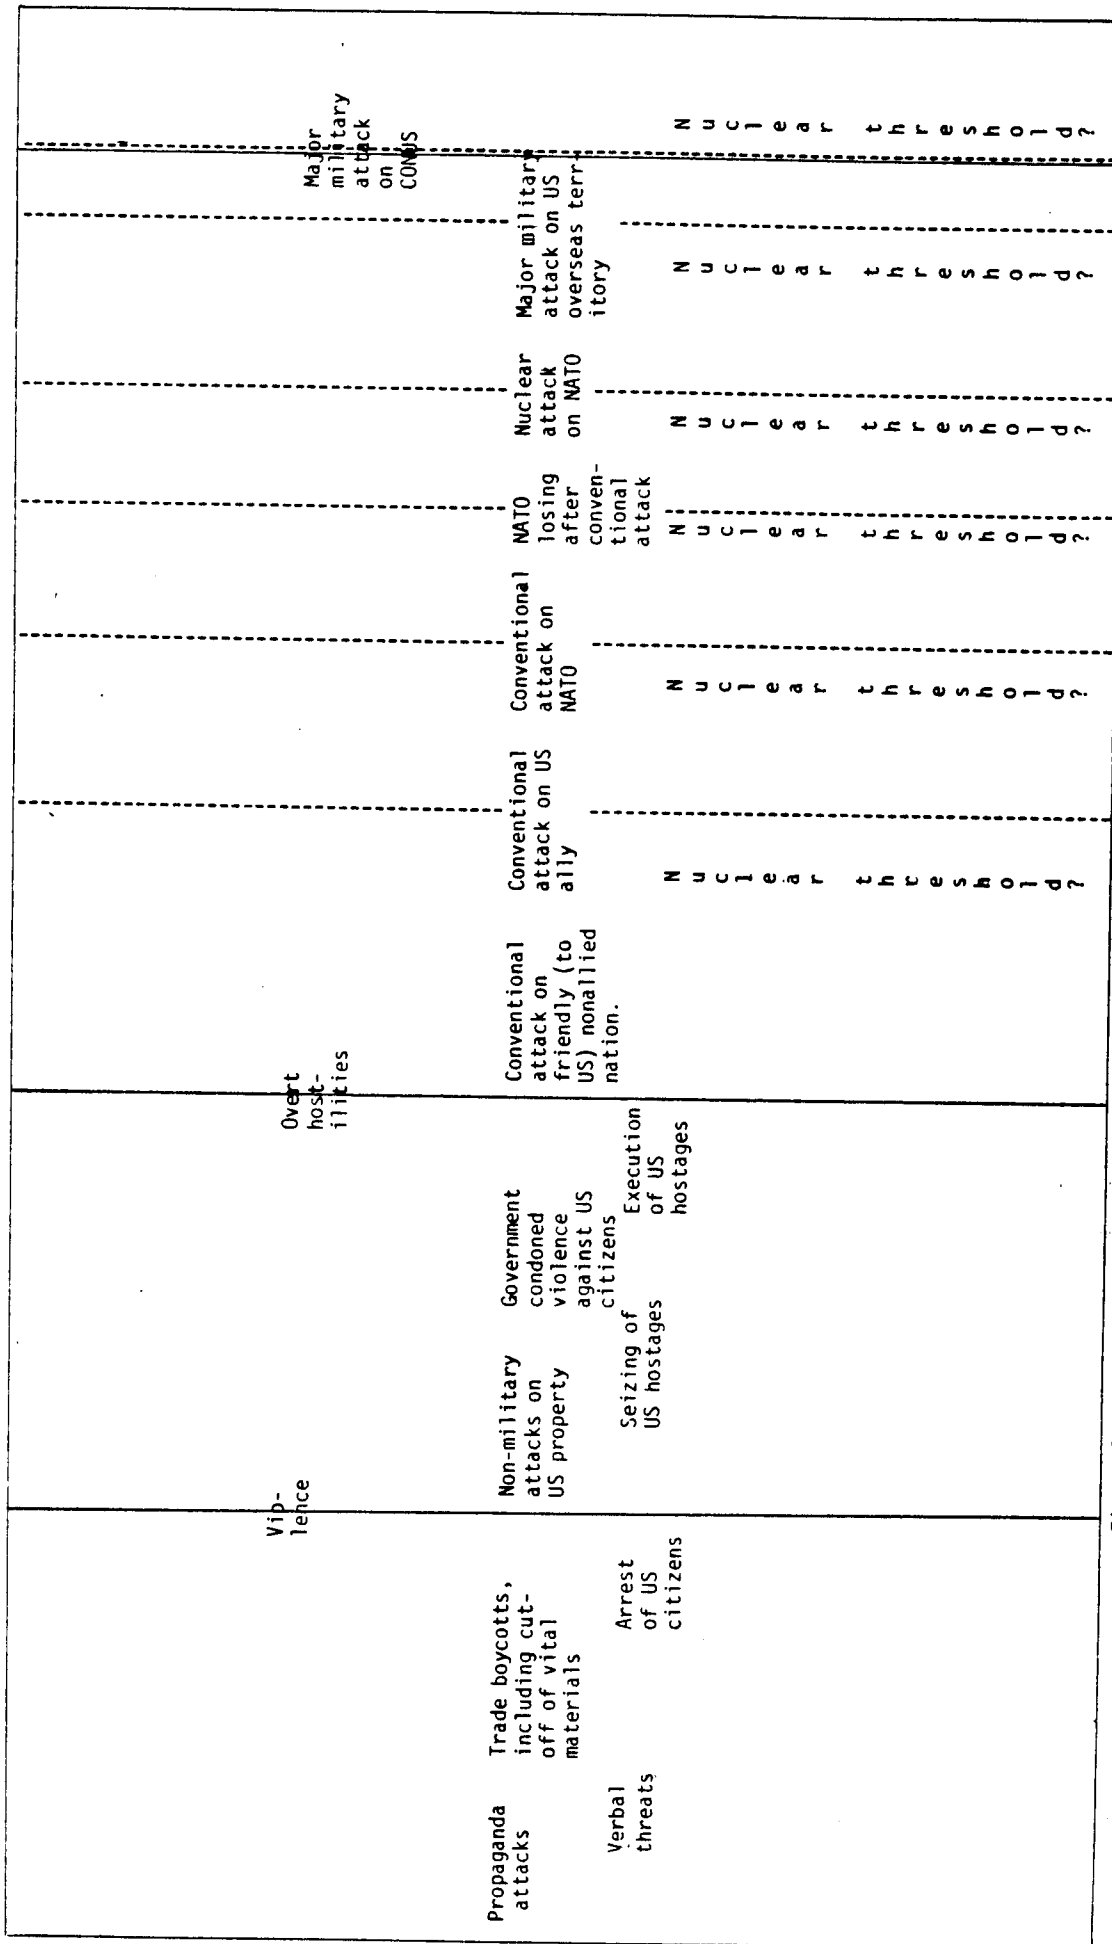 Propaganda
attacks
Verbal
threats
Trade boycotts,
including cut-
off of vital
materials
Arrest
of US
citizens
Vio-
lence
Non-military
attacks on
US property
Seizing of
US hostages
Government
condoned
violence
against US
citizens
Execution
of US
hostages
Overt
host-
ilities
Conventional
attack on
friendly (to
US) nonallied
nation.
Conventional
attack on US
ally
Nuclear threshold?
Conventional
attack on
NATO
Nuclear threshold?
NATO
losing
after
conven-
tional
attack
Nuclear threshold?
Nuclear
attack
on NATO
Nuclear threshold?
Major military
attack on US
overseas terr-
itory
Nuclear threshold?
Major
military
attack
on
CONUS
Nuclear threshold?